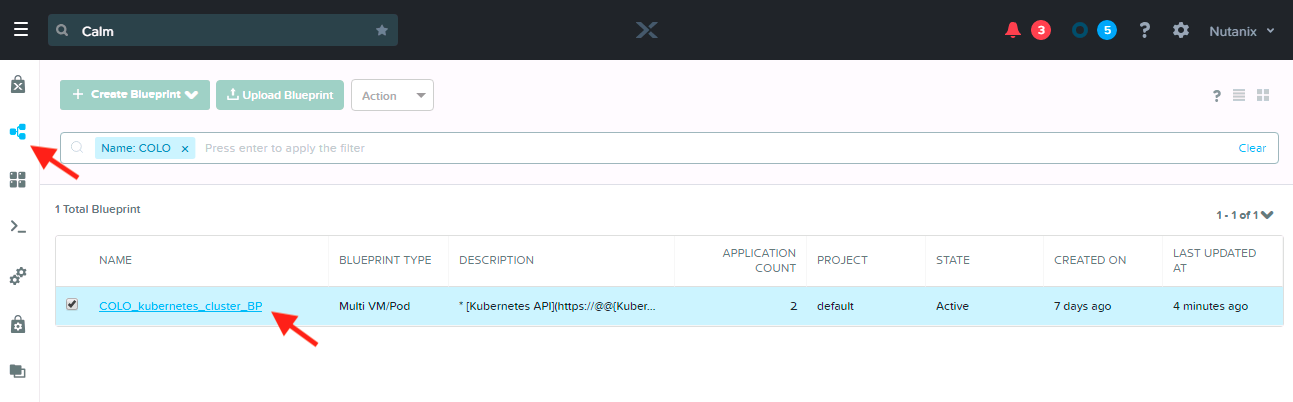 Calm
3
5
?
Nutanix
+ Create Blueprint
Upload Blueprint
Action
?
Name: COLO ×
Press enter to apply the filter
Clear
1 Total Blueprint
1 - 1 of 1
NAME
BLUEPRINT TYPE
DESCRIPTION
APPLICATION COUNT
PROJECT
STATE
CREATED ON
LAST UPDATED AT
COLO_kubernetes_cluster_BP
Multi VM/Pod
* [Kubernetes API](https://@@{Kuber...
2
default
Active
7 days ago
4 minutes ago